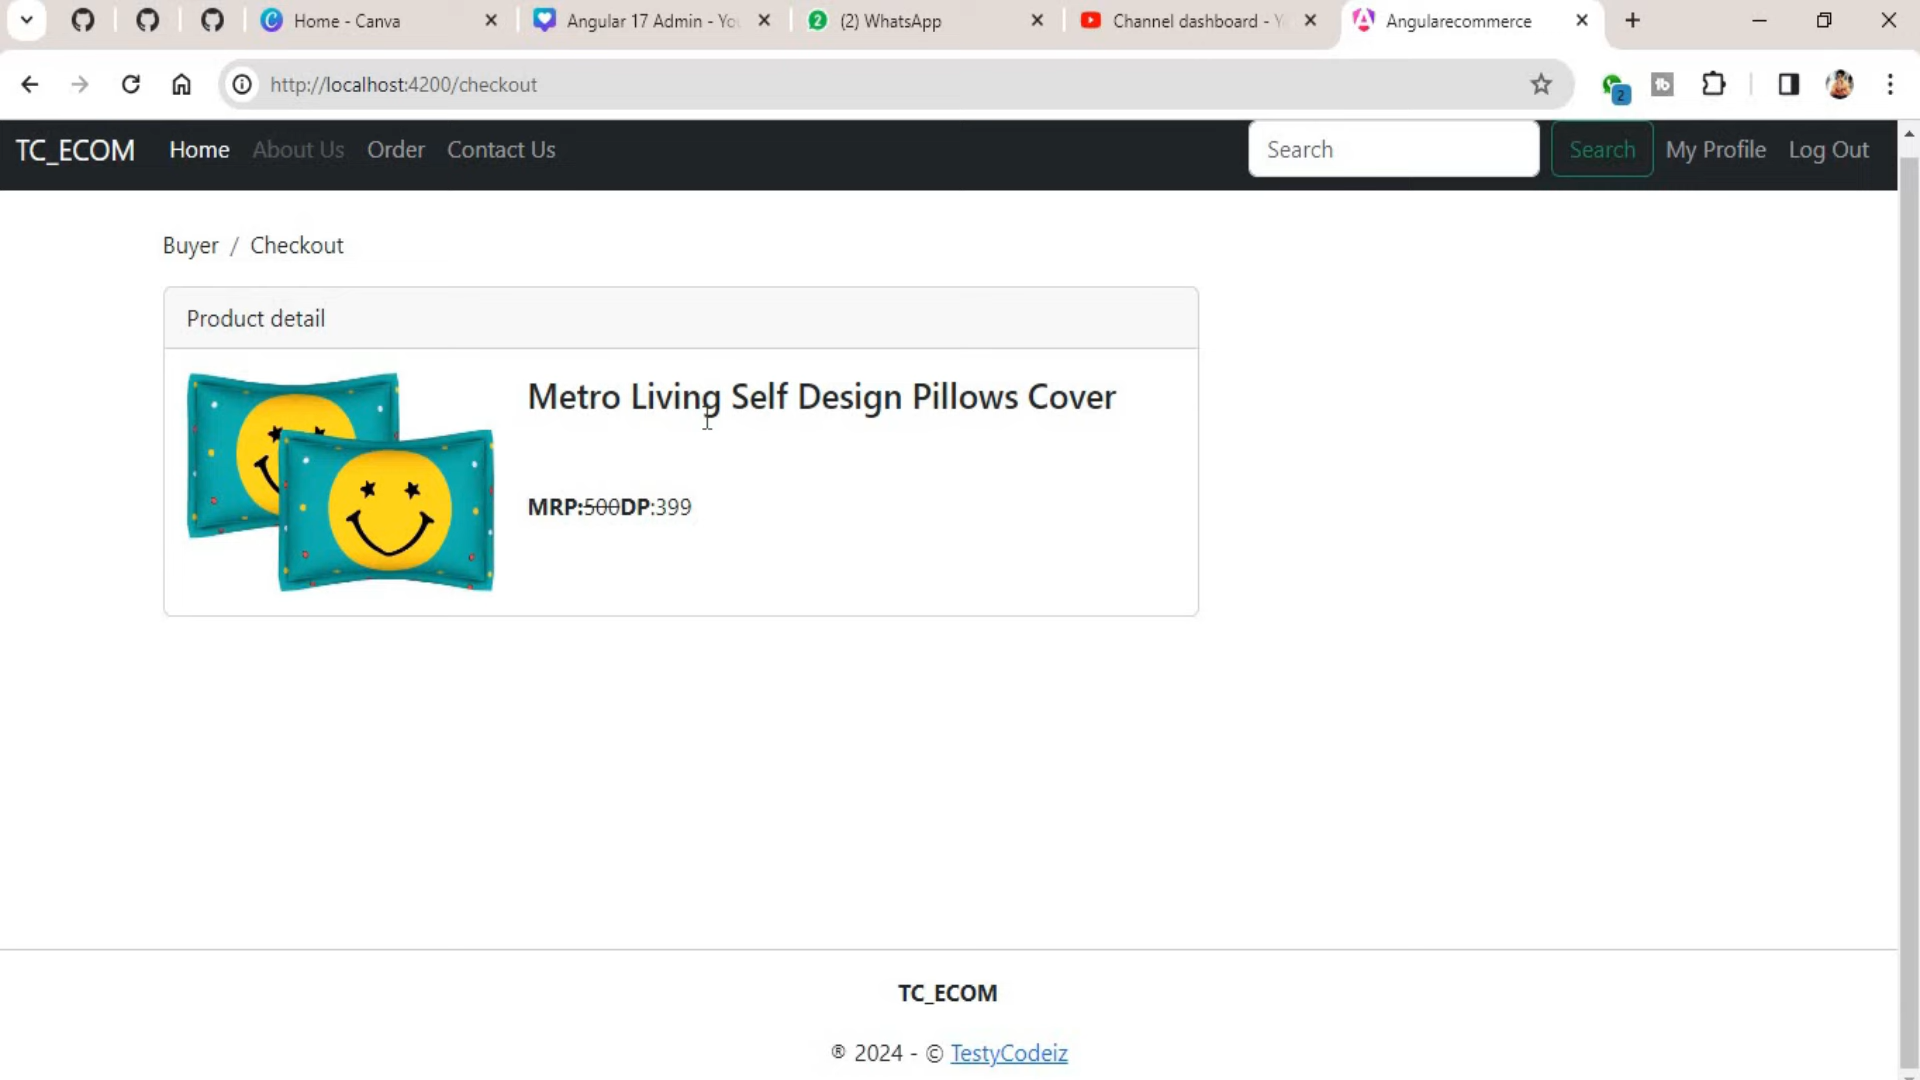 Home - Canva
Angular 17 Admin - You
(2) WhatsApp
Channel dashboard - Y
Angularecommerce
http://localhost:4200/checkout
2
TC_ECOM Home About Us Order Contact Us Search Search My Profile Log Out
Buyer / Checkout
Product detail
Metro Living Self Design Pillows Cover
MRP:500DP:399
TC_ECOM
® 2024 - © TestyCodeiz